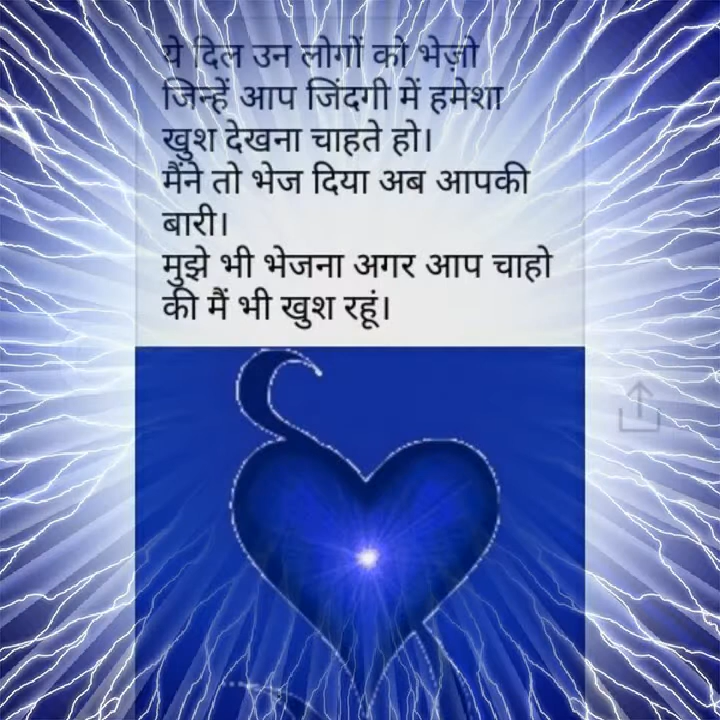 ये दिल उन लोगों को भेज़ो
जिन्हें आप जिंदगी में हमेशा
खुश देखना चाहते हो।
मैंने तो भेज दिया अब आपकी
बारी।
मुझे भी भेजना अगर आप चाहो
की मैं भी खुश रहूं।